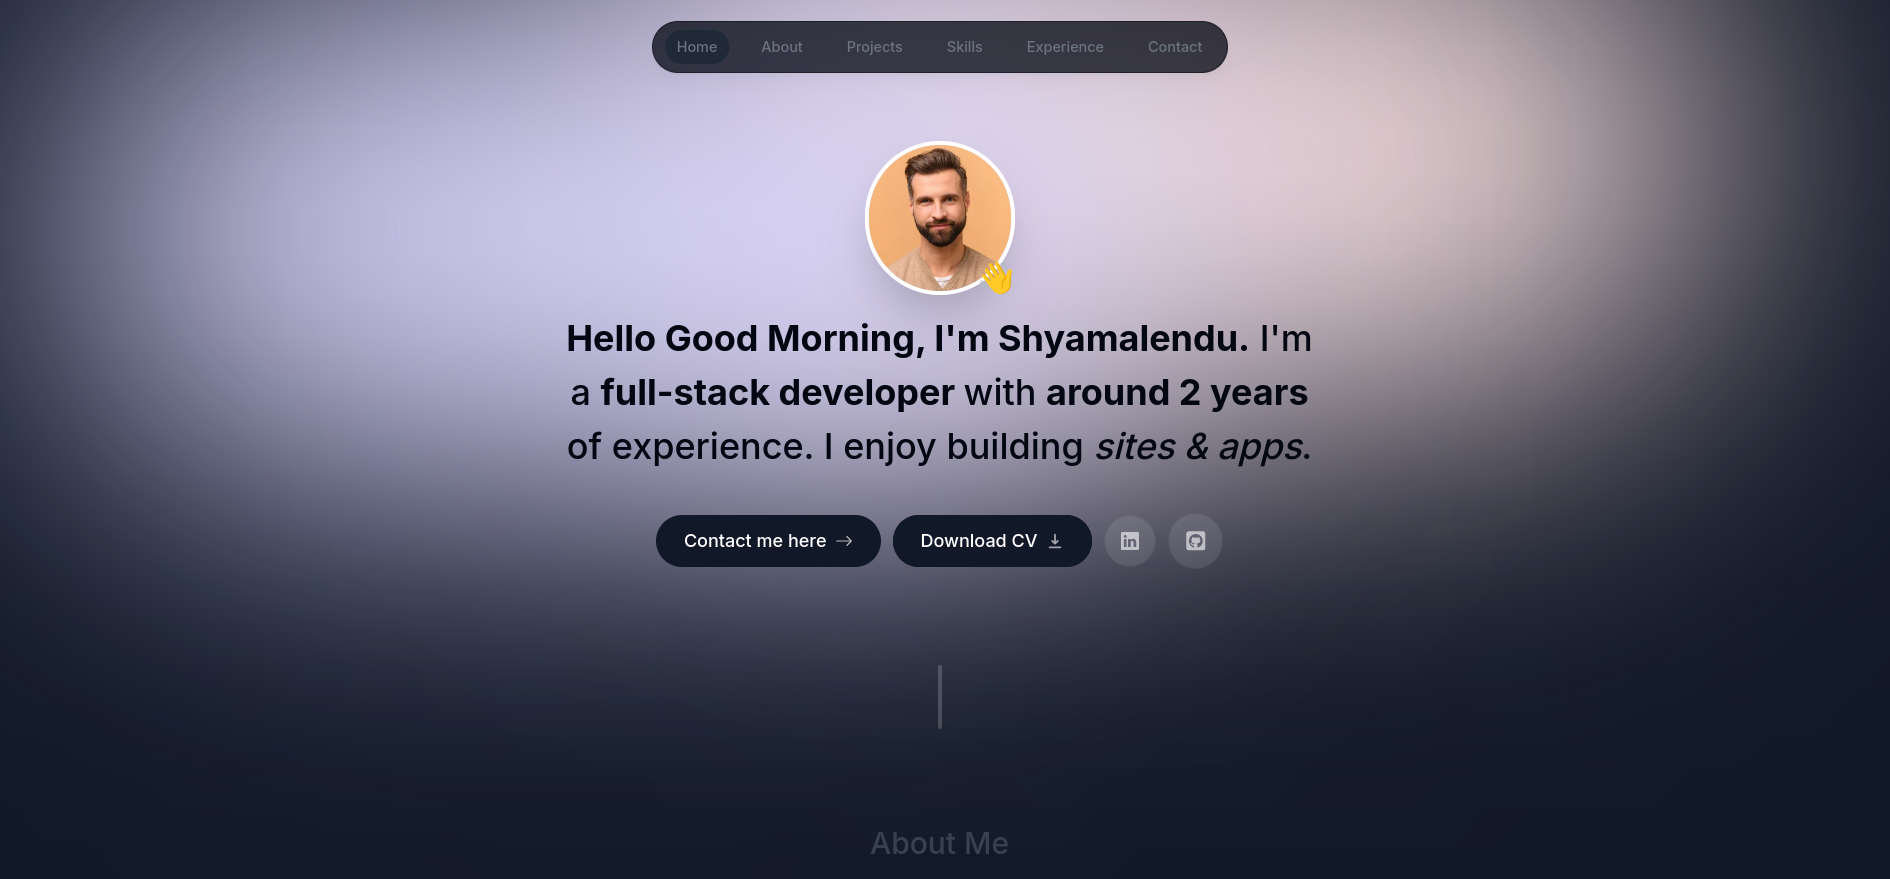 Home About Projects Skills Experience Contact
Hello Good Morning, I'm Shyamalendu. I'm
a full-stack developer with around 2 years
of experience. I enjoy building sites & apps.
Contact me here Download CV
About Me